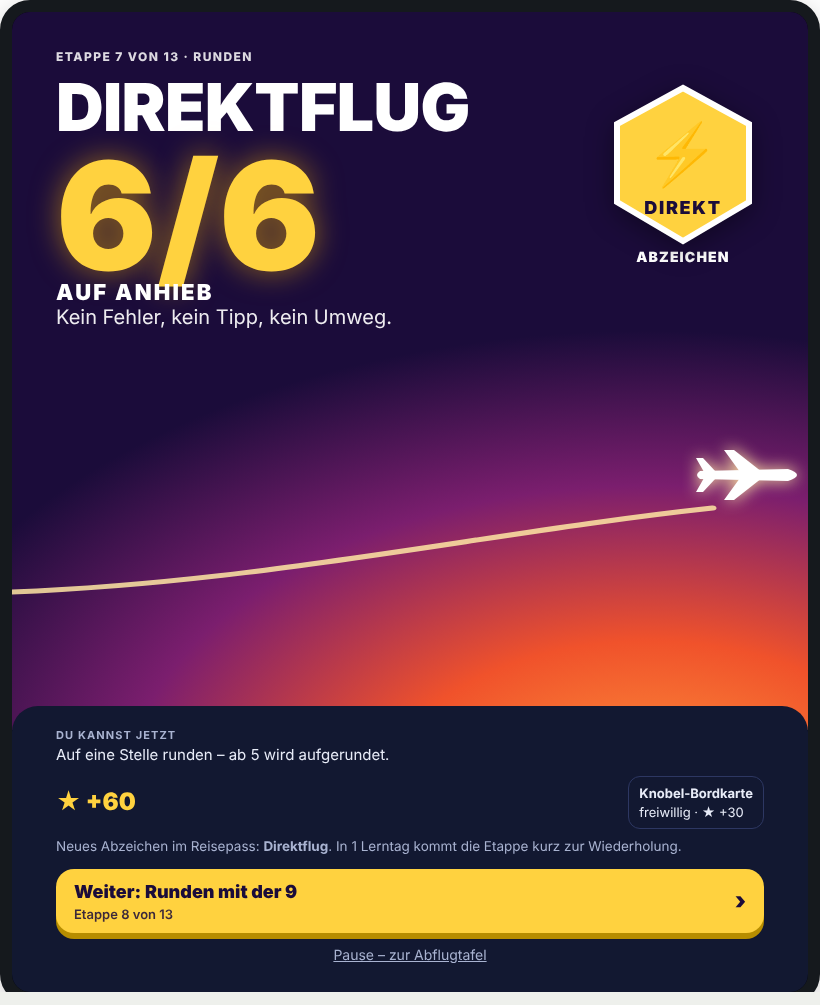 ETAPPE 7 VON 13 · RUNDEN
DIREKTFLUG
6/6
AUF ANHIEB
Kein Fehler, kein Tipp, kein Umweg.
DIREKT
ABZEICHEN
DU KANNST JETZT
Auf eine Stelle runden – ab 5 wird aufgerundet.
★ +60
Knobel-Bordkarte
freiwillig · ★ +30
Neues Abzeichen im Reisepass: Direktflug. In 1 Lerntag kommt die Etappe kurz zur Wiederholung.
Weiter: Runden mit der 9
Etappe 8 von 13
Pause – zur Abflugtafel